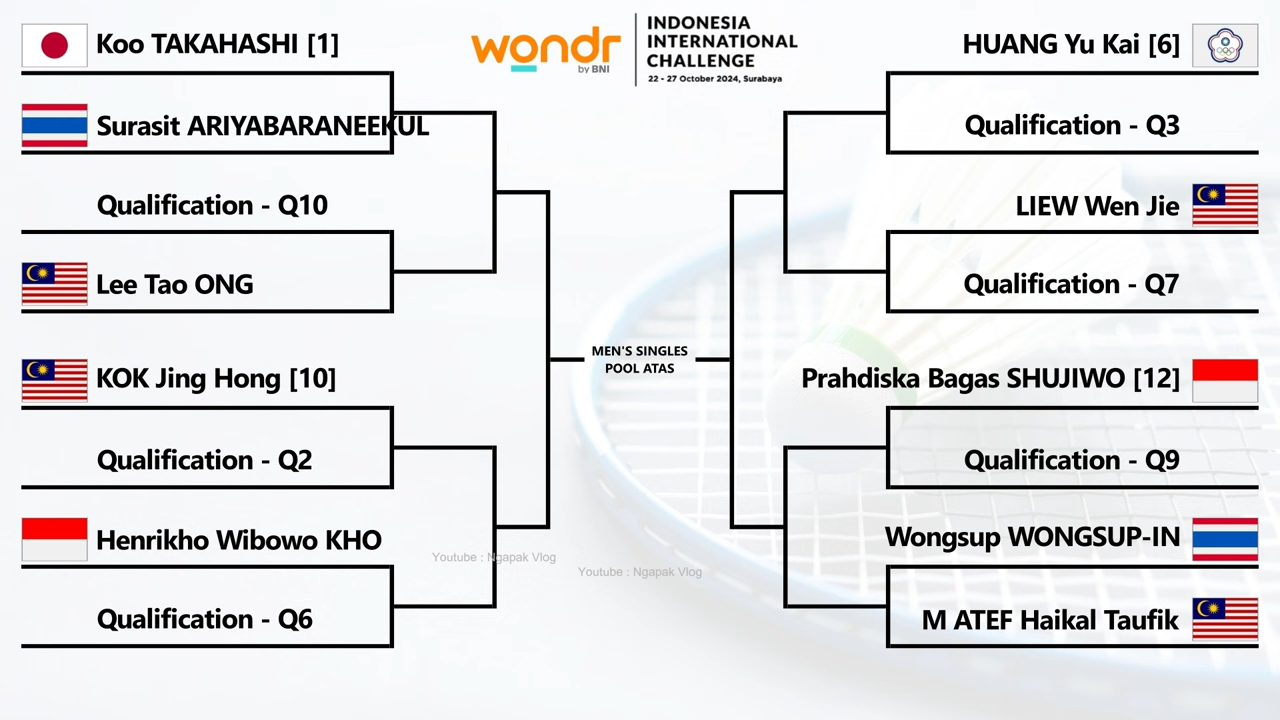 Koo TAKAHASHI [1]
Surasit ARIYABARANEEKUL
Qualification - Q10
Lee Tao ONG
KOK Jing Hong [10]
Qualification - Q2
Henrikho Wibowo KHO
Qualification - Q6
wondr
by BNI
INDONESIA
INTERNATIONAL
CHALLENGE
22 - 27 October 2024, Surabaya
MEN'S SINGLES
POOL ATAS
Youtube : Ngapak Vlog
Youtube : Ngapak Vlog
HUANG Yu Kai [6]
Qualification - Q3
LIEW Wen Jie
Qualification - Q7
Prahdiska Bagas SHUJIWO [12]
Qualification - Q9
Wongsup WONGSUP-IN
M ATEF Haikal Taufik